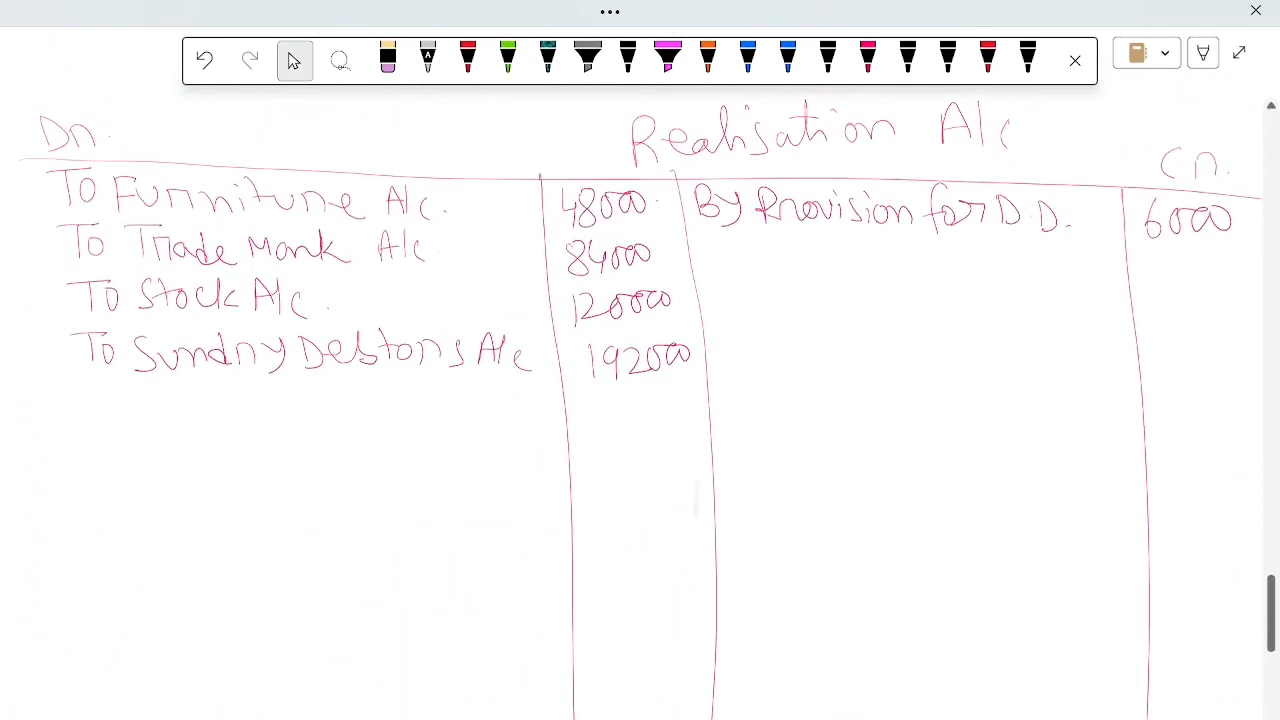 Realisation A/c
Dr.
Cr.
To Furniture A/c. 48000 By Provision for D.D. 6000
To Trade Mark A/c 84000
To Stock A/c 120000
To Sundry Debtors A/c 192000